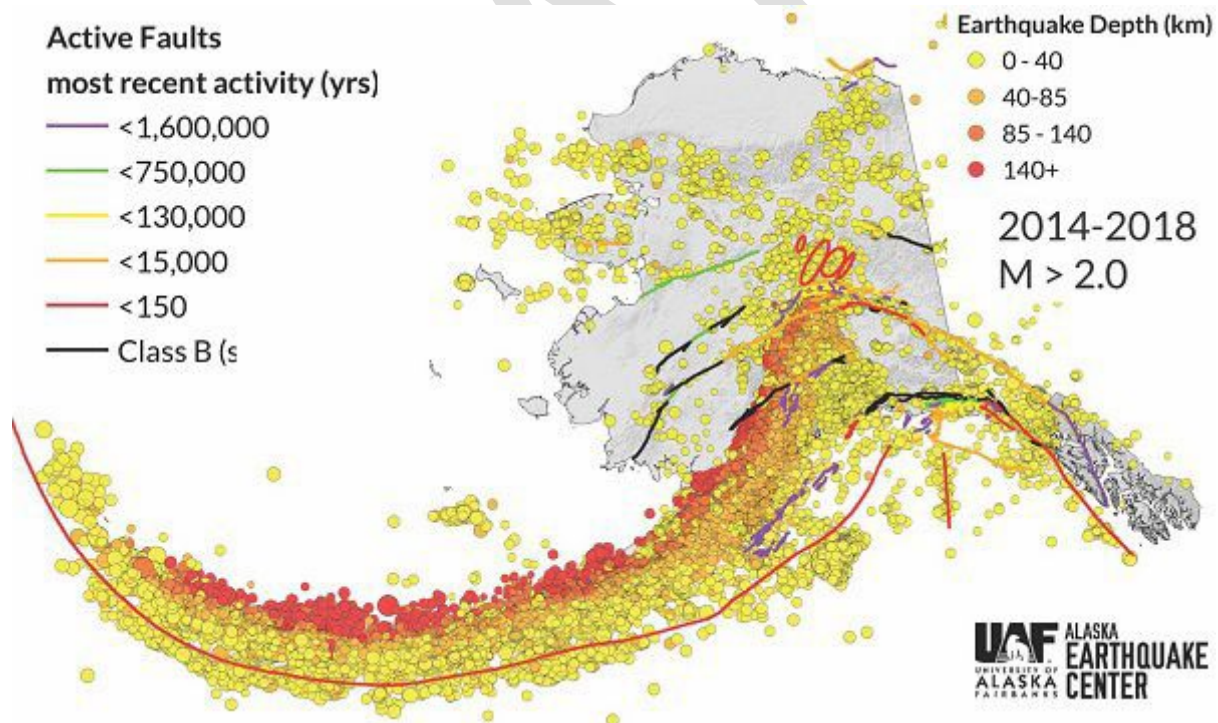 Active Faults
most recent activity (yrs)
<1,600,000
<750,000
<130,000
<15,000
<150
Class B (s
Earthquake Depth (km)
0 - 40
40-85
85 - 140
140+
2014-2018
M > 2.0
UAF
UNIVERSITY OF
ALASKA
FAIRBANKS
ALASKA
EARTHQUAKE
CENTER